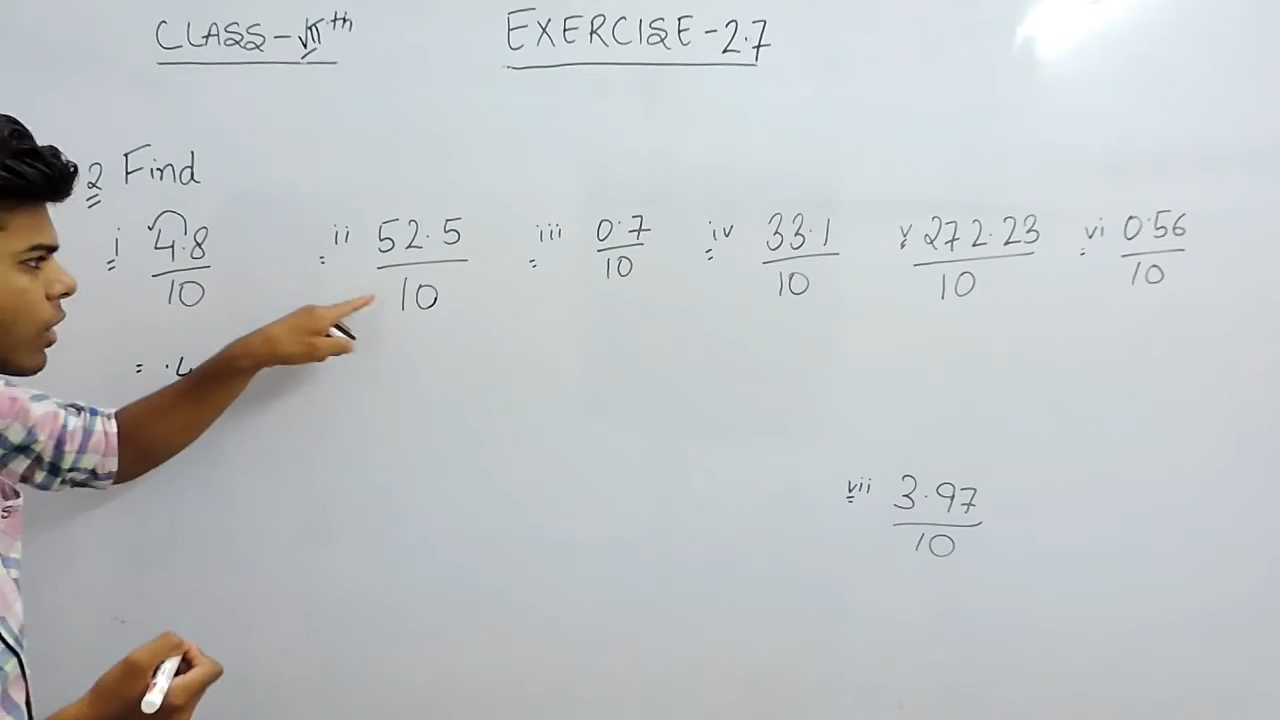 CLASS-VIIth EXERCISE-2.7
2 Find
i 4.8/10 ii 52.5/10 iii 0.7/10 iv 33.1/10 v 272.23/10 vi 0.56/10
= .4
vii 3.97/10